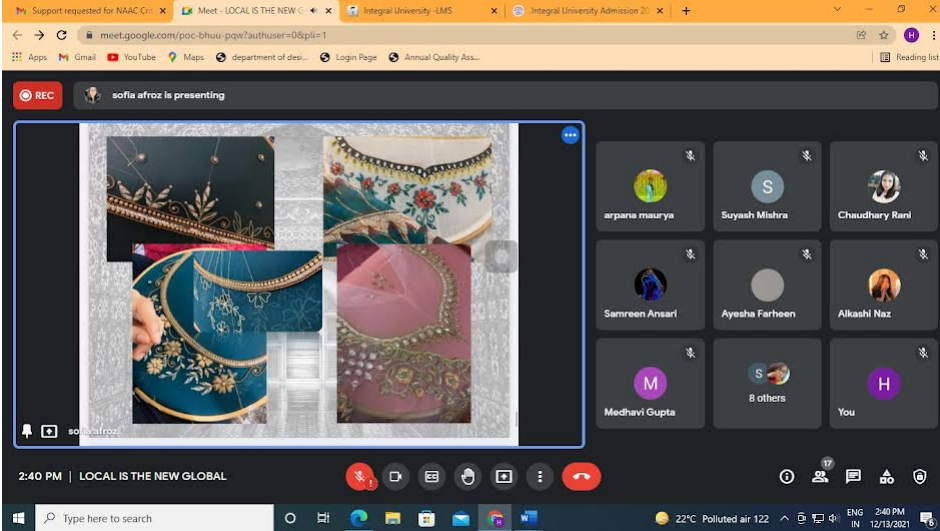 Support requested for NAAC Cri
Meet - LOCAL IS THE NEW G
Integral University -LMS
.:Integral University Admission 20
meet.google.com/poc-bhuu-pqw?authuser=0&pli=1
H
Apps
Gmail
YouTube
Maps
department of desi...
Login Page
Annual Quality Ass...
Reading list
REC
sofia afroz is presenting
arpana maurya
S
Suyash Mishra
Chaudhary Rani
Samreen Ansari
Ayesha Farheen
Alkashi Naz
M
Medhavi Gupta
S
8 others
H
You
sofia afroz
2:40 PM | LOCAL IS THE NEW GLOBAL
17
Type here to search
22°C Polluted air 122
ENG
IN
2:40 PM
12/13/2021